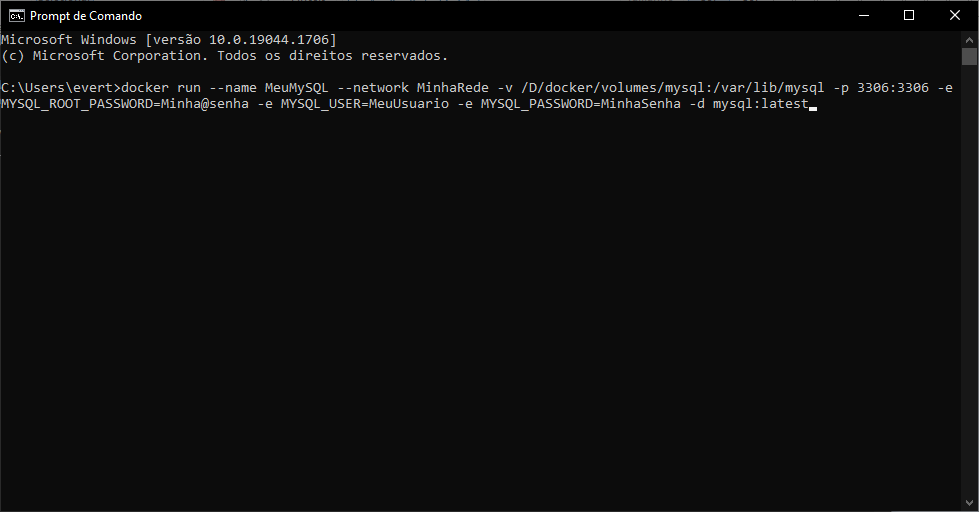 Prompt de Comando
Microsoft Windows [versão 10.0.19044.1706]
(c) Microsoft Corporation. Todos os direitos reservados.
C:\Users\evert>docker run --name MeuMySQL --network MinhaRede -v /D/docker/volumes/mysql:/var/lib/mysql -p 3306:3306 -e
MYSQL_ROOT_PASSWORD=Minha@senha -e MYSQL_USER=MeuUsuario -e MYSQL_PASSWORD=MinhaSenha -d mysql:latest